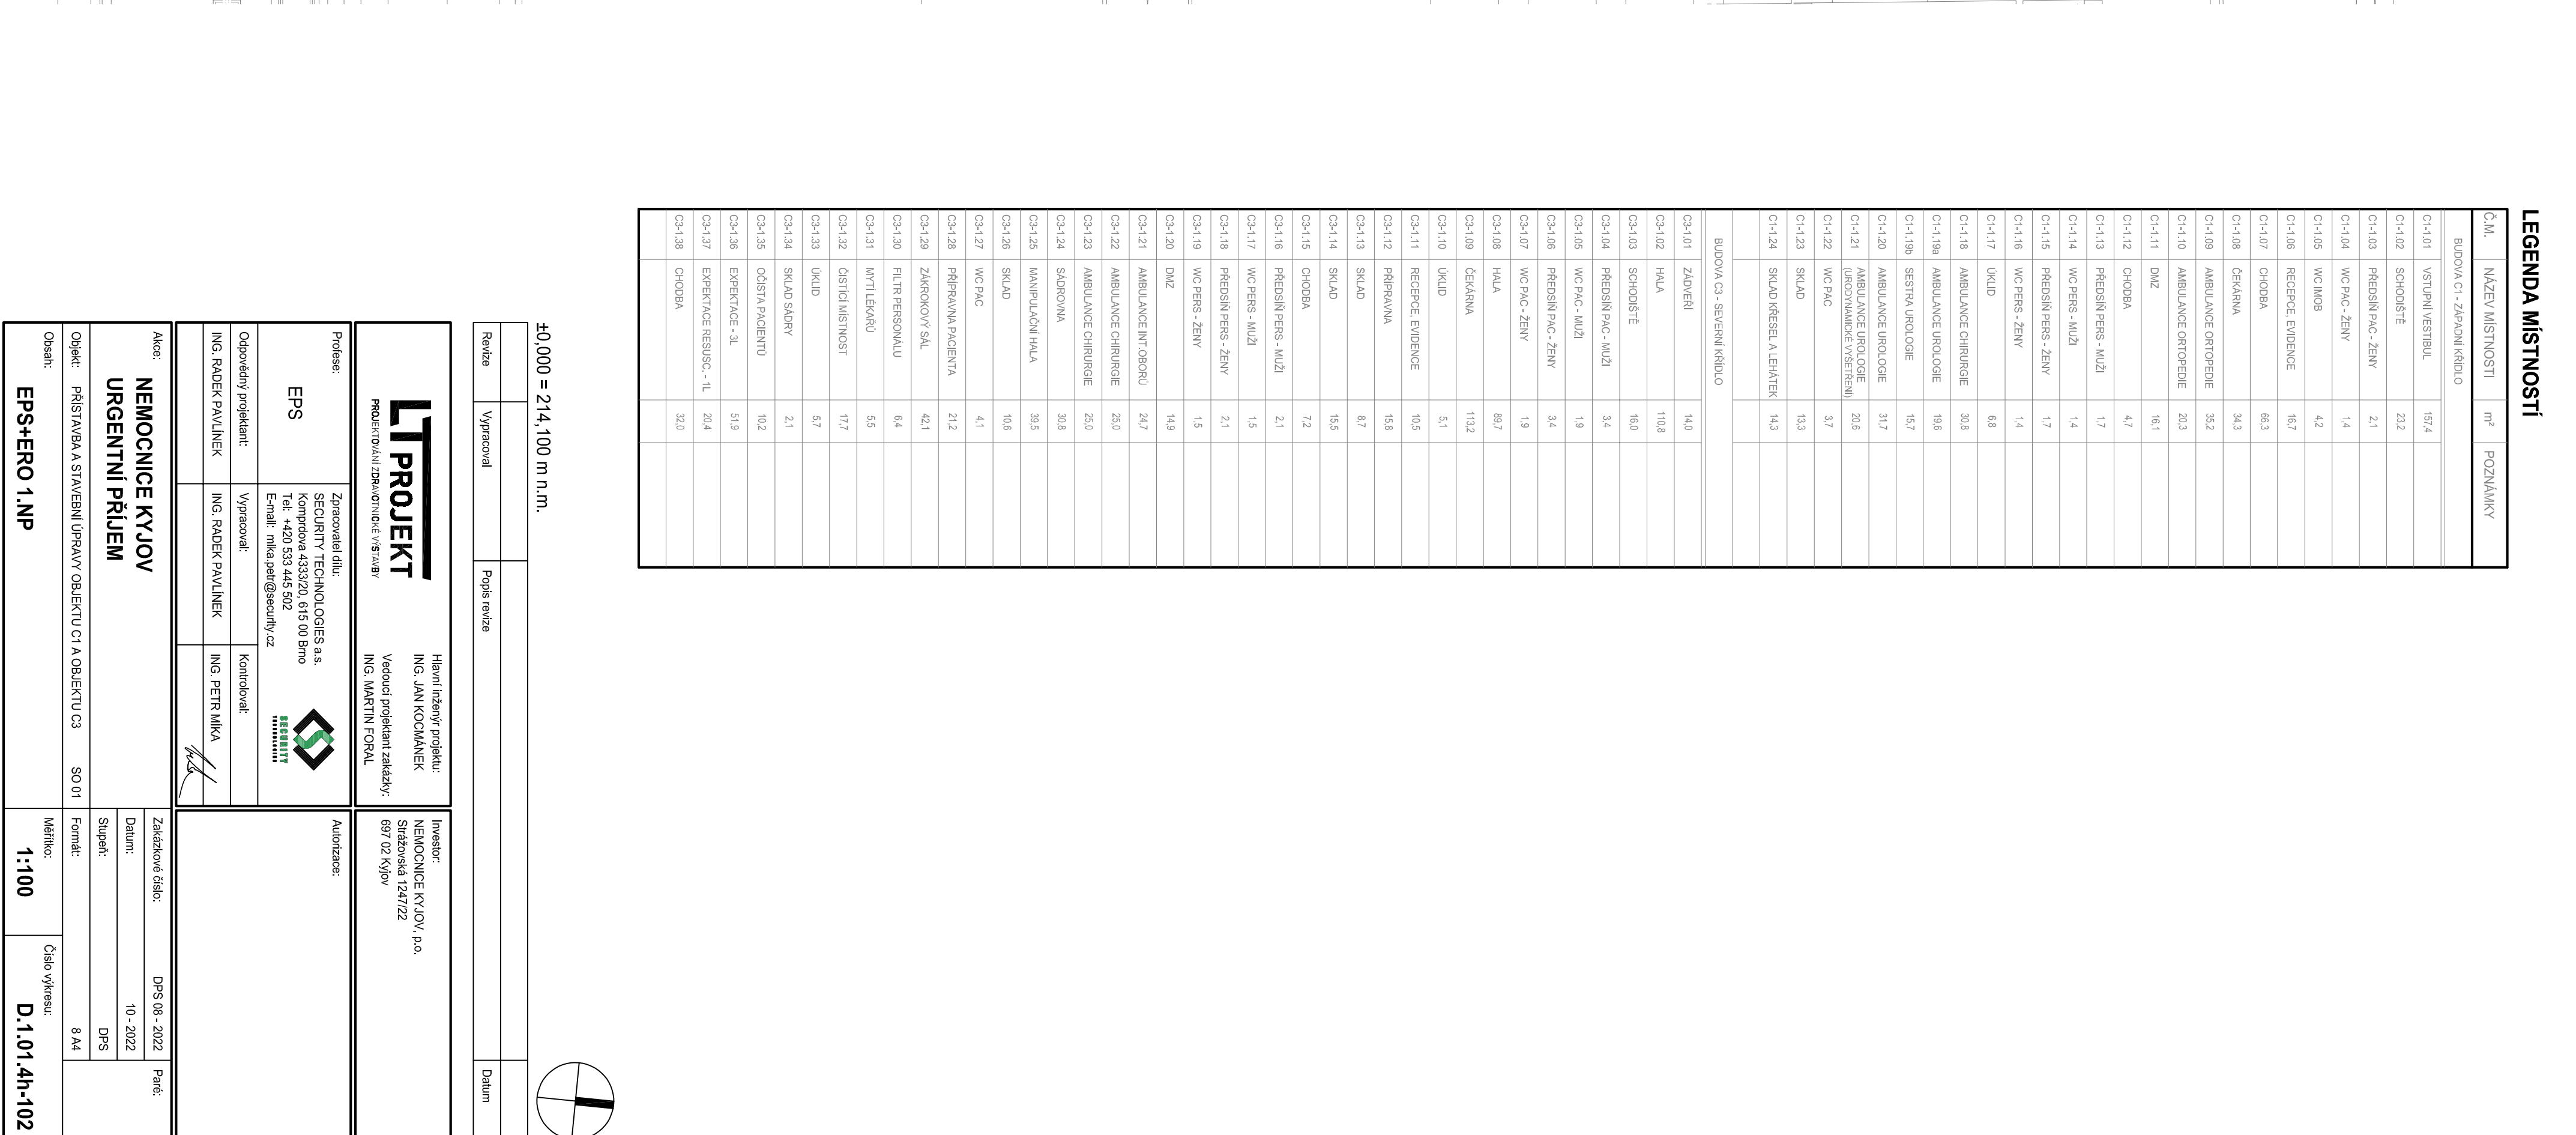 LEGENDA MÍSTNOSTÍ
Č.M. NÁZEV MÍSTNOSTI m² POZNÁMKY
BUDOVA C1 - ZÁPADNÍ KŘÍDLO
C1-1.01 VSTUPNÍ VESTIBUL 157,4
C1-1.02 SCHODIŠTĚ 23,2
C1-1.03 PŘEDSÍŇ PAC - ŽENY 2,1
C1-1.04 WC PAC - ŽENY 1,4
C1-1.05 WC IMOB 4,2
C1-1.06 RECEPCE, EVIDENCE 16,7
C1-1.07 CHODBA 66,3
C1-1.08 ČEKÁRNA 34,3
C1-1.09 AMBULANCE ORTOPEDIE 35,2
C1-1.10 AMBULANCE ORTOPEDIE 20,3
C1-1.11 DMZ 16,1
C1-1.12 CHODBA 4,7
C1-1.13 PŘEDSÍŇ PERS - MUŽI 1,7
C1-1.14 WC PERS - MUŽI 1,4
C1-1.15 PŘEDSÍŇ PERS - ŽENY 1,7
C1-1.16 WC PERS - ŽENY 1,4
C1-1.17 ÚKLID 6,8
C1-1.18 AMBULANCE CHIRURGIE 30,8
C1-1.19a AMBULANCE UROLOGIE 19,6
C1-1.19b SESTRA UROLOGIE 15,7
C1-1.20 AMBULANCE UROLOGIE 31,7
C1-1.21 AMBULANCE UROLOGIE (URODYNAMICKÉ VYŠETŘENÍ) 20,6
C1-1.22 WC PAC 3,7
C1-1.23 SKLAD 13,3
C1-1.24 SKLAD KŘESEL A LEHÁTEK 14,3
BUDOVA C3 - SEVERNÍ KŘÍDLO
C3-1.01 ZÁDVEŘÍ 14,0
C3-1.02 HALA 110,8
C3-1.03 SCHODIŠTĚ 16,0
C3-1.04 PŘEDSÍŇ PAC - MUŽI 3,4
C3-1.05 WC PAC - MUŽI 1,9
C3-1.06 PŘEDSÍŇ PAC - ŽENY 3,4
C3-1.07 WC PAC - ŽENY 1,9
C3-1.08 HALA 89,7
C3-1.09 ČEKÁRNA 113,2
C3-1.10 ÚKLID 5,1
C3-1.11 RECEPCE, EVIDENCE 10,5
C3-1.12 PŘÍPRAVNA 15,8
C3-1.13 SKLAD 8,7
C3-1.14 SKLAD 15,5
C3-1.15 CHODBA 7,2
C3-1.16 PŘEDSÍŇ PERS - MUŽI 2,1
C3-1.17 WC PERS - MUŽI 1,5
C3-1.18 PŘEDSÍŇ PERS - ŽENY 2,1
C3-1.19 WC PERS - ŽENY 1,5
C3-1.20 DMZ 14,9
C3-1.21 AMBULANCE INT.OBORŮ 24,7
C3-1.22 AMBULANCE CHIRURGIE 25,0
C3-1.23 AMBULANCE CHIRURGIE 25,0
C3-1.24 SÁDROVNA 30,8
C3-1.25 MANIPULAČNÍ HALA 39,5
C3-1.26 SKLAD 10,6
C3-1.27 WC PAC 4,1
C3-1.28 PŘÍPRAVNA PACIENTA 21,2
C3-1.29 ZÁKROKOVÝ SÁL 42,1
C3-1.30 FILTR PERSONÁLU 6,4
C3-1.31 MYTÍ LÉKAŘŮ 5,5
C3-1.32 ČISTÍCÍ MÍSTNOST 17,7
C3-1.33 ÚKLID 5,7
C3-1.34 SKLAD SÁDRY 2,1
C3-1.35 OČISTA PACIENTŮ 10,2
C3-1.36 EXPEKTACE - 3L 51,9
C3-1.37 EXPEKTACE RESUSC. - 1L 20,4
C3-1.38 CHODBA 32,0
±0,000 = 214,100 m n.m.
Revize Vypracoval Popis revize Datum
LT PROJEKT
PROJEKTOVÁNÍ ZDRAVOTNICKÉ VÝSTAVBY
Hlavní inženýr projektu:
ING. JAN KOCMÁNEK
Vedoucí projektant zakázky:
ING. MARTIN FORAL
Investor:
NEMOCNICE KYJOV, p.o.
Strážovská 1247/22
697 02 Kyjov
Profese:
EPS
Zpracovatel dílu:
SECURITY TECHNOLOGIES a.s.
Komprdova 4333/20, 615 00 Brno
Tel: +420 533 445 502
E-mail: mika.petr@security.cz
SECURITY
TECHNOLOGIES
Autorizace:
Odpovědný projektant: Vypracoval: Kontroloval:
ING. RADEK PAVLÍNEK ING. RADEK PAVLÍNEK ING. PETR MÍKA
Akce:
NEMOCNICE KYJOV
URGENTNÍ PŘÍJEM
Objekt: PŘÍSTAVBA A STAVEBNÍ ÚPRAVY OBJEKTU C1 A OBJEKTU C3 SO 01
Obsah:
EPS+ERO 1.NP
Zakázkové číslo: DPS 08 - 2022
Datum: 10 - 2022
Stupeň: DPS
Formát: 8 A4
Paré:
Měřítko:
1:100
Číslo výkresu:
D.1.01.4h-102